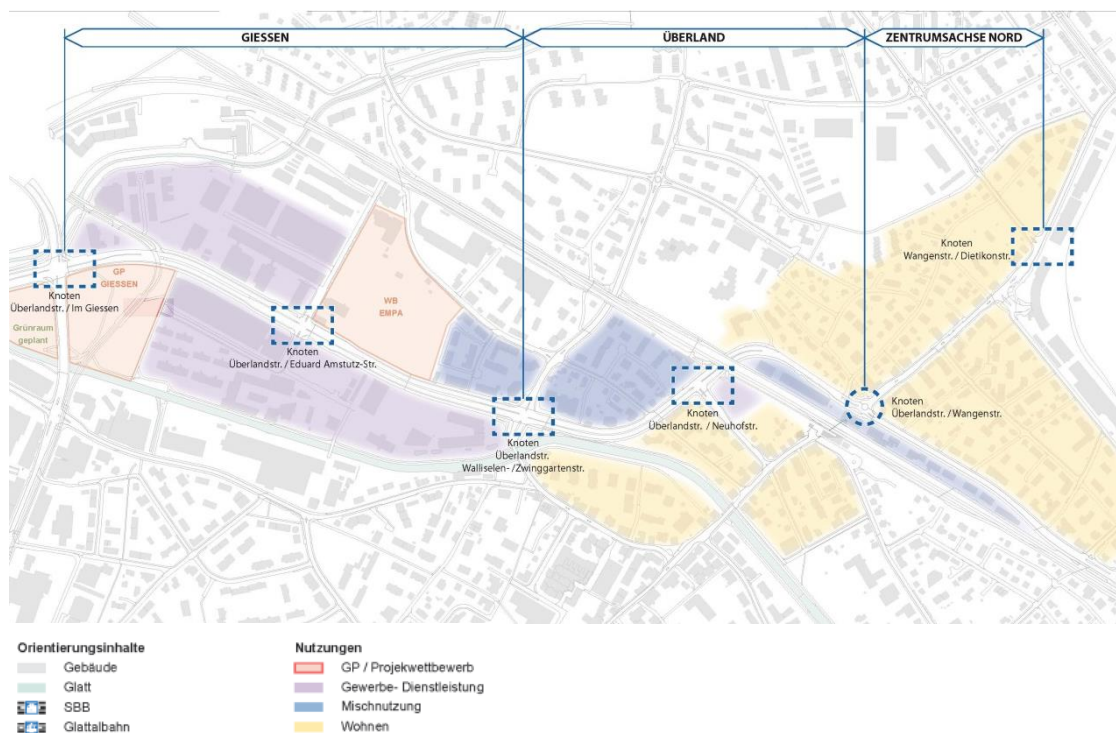 GIESSEN
ÜBERLAND
ZENTRUMSACHSE NORD
Knoten
Wangenstr. / Dietikonstr.
GP
GIESSEN
Knoten
Überlandstr. / Im Giessen
WB
EMPA
Grünraum
geplant
Knoten
Überlandstr. / Eduard Amstutz-Str.
Knoten
Überlandstr. / Neuhofstr.
Knoten
Überlandstr. / Wangenstr.
Knoten
Überlandstr.
Walliselen- /Zwinggartenstr.
Orientierungsinhalte
Gebäude
Glatt
SBB
Glattalbahn
Nutzungen
GP / Projekwettbewerb
Gewerbe- Dienstleistung
Mischnutzung
Wohnen